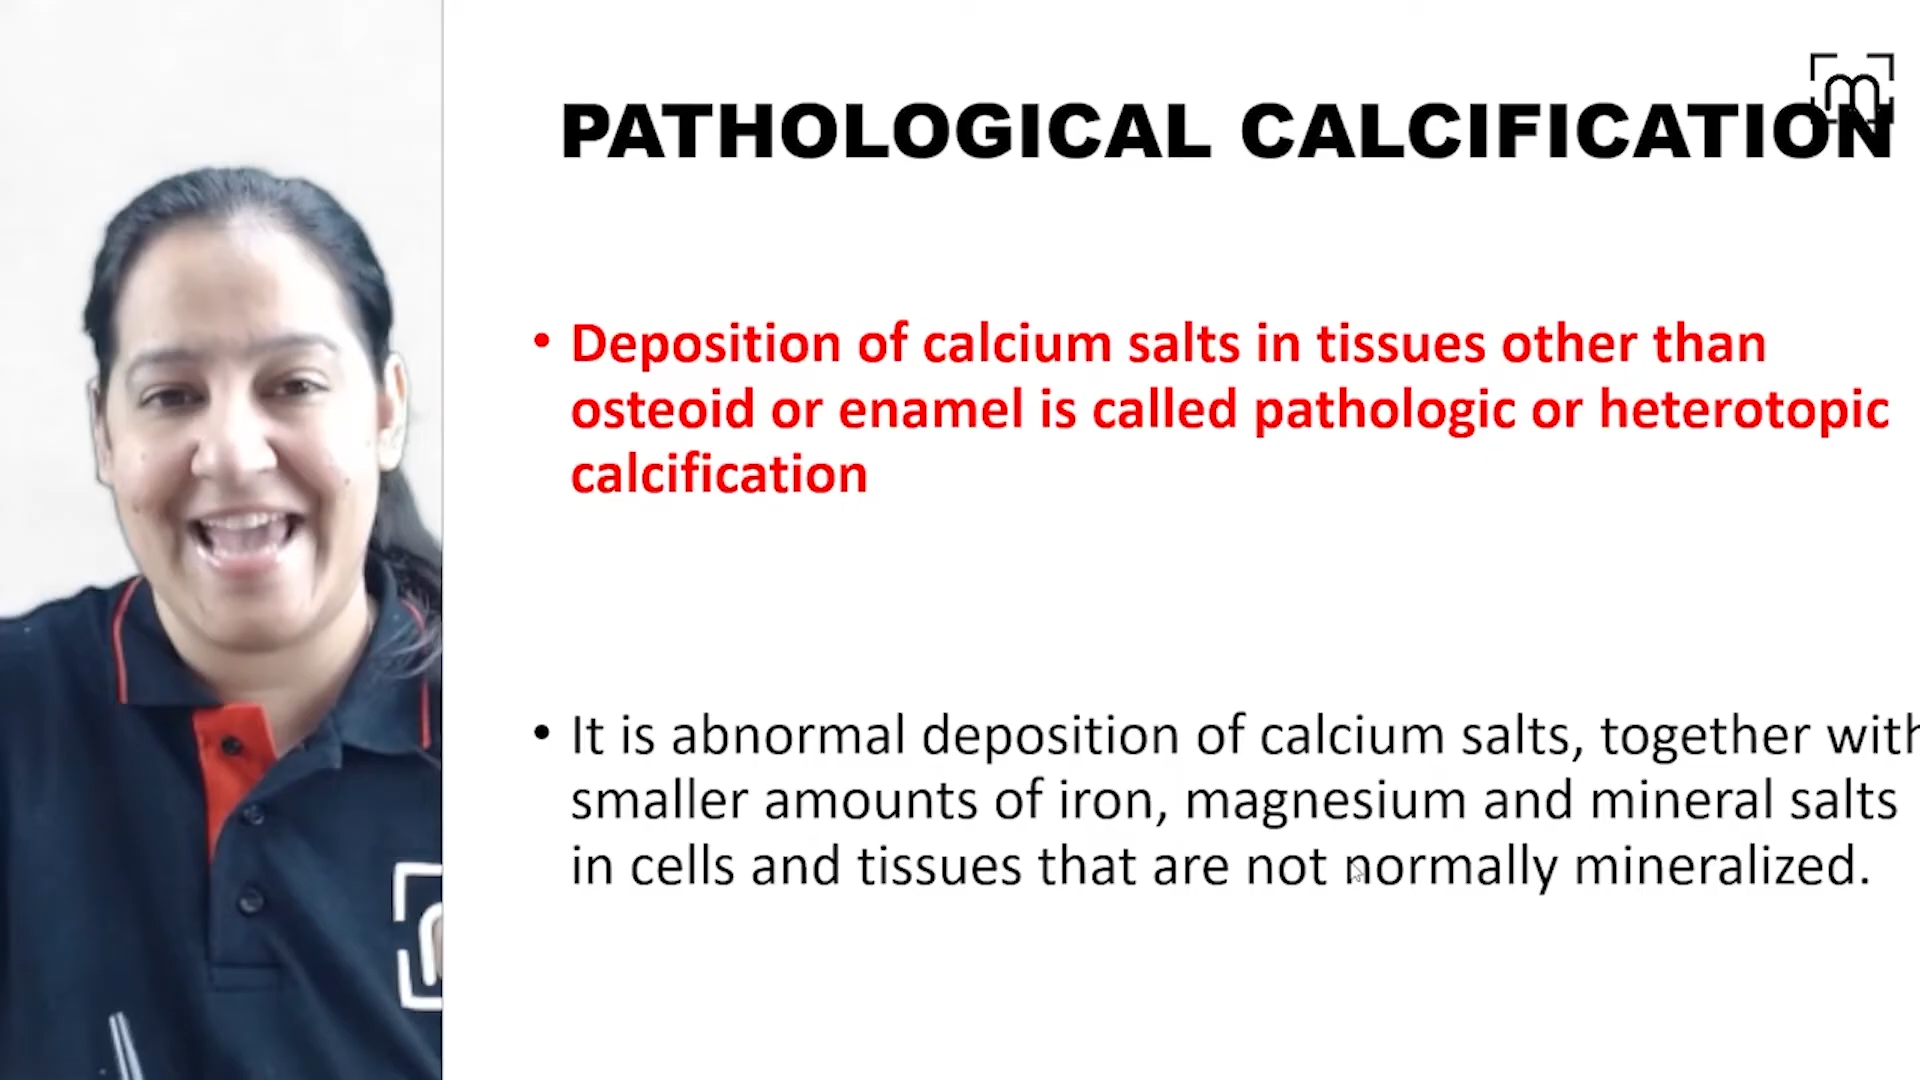 PATHOLOGICAL CALCIFICATION
• Deposition of calcium salts in tissues other than
osteoid or enamel is called pathologic or heterotopic
calcification
• It is abnormal deposition of calcium salts, together with
smaller amounts of iron, magnesium and mineral salts
in cells and tissues that are not normally mineralized.